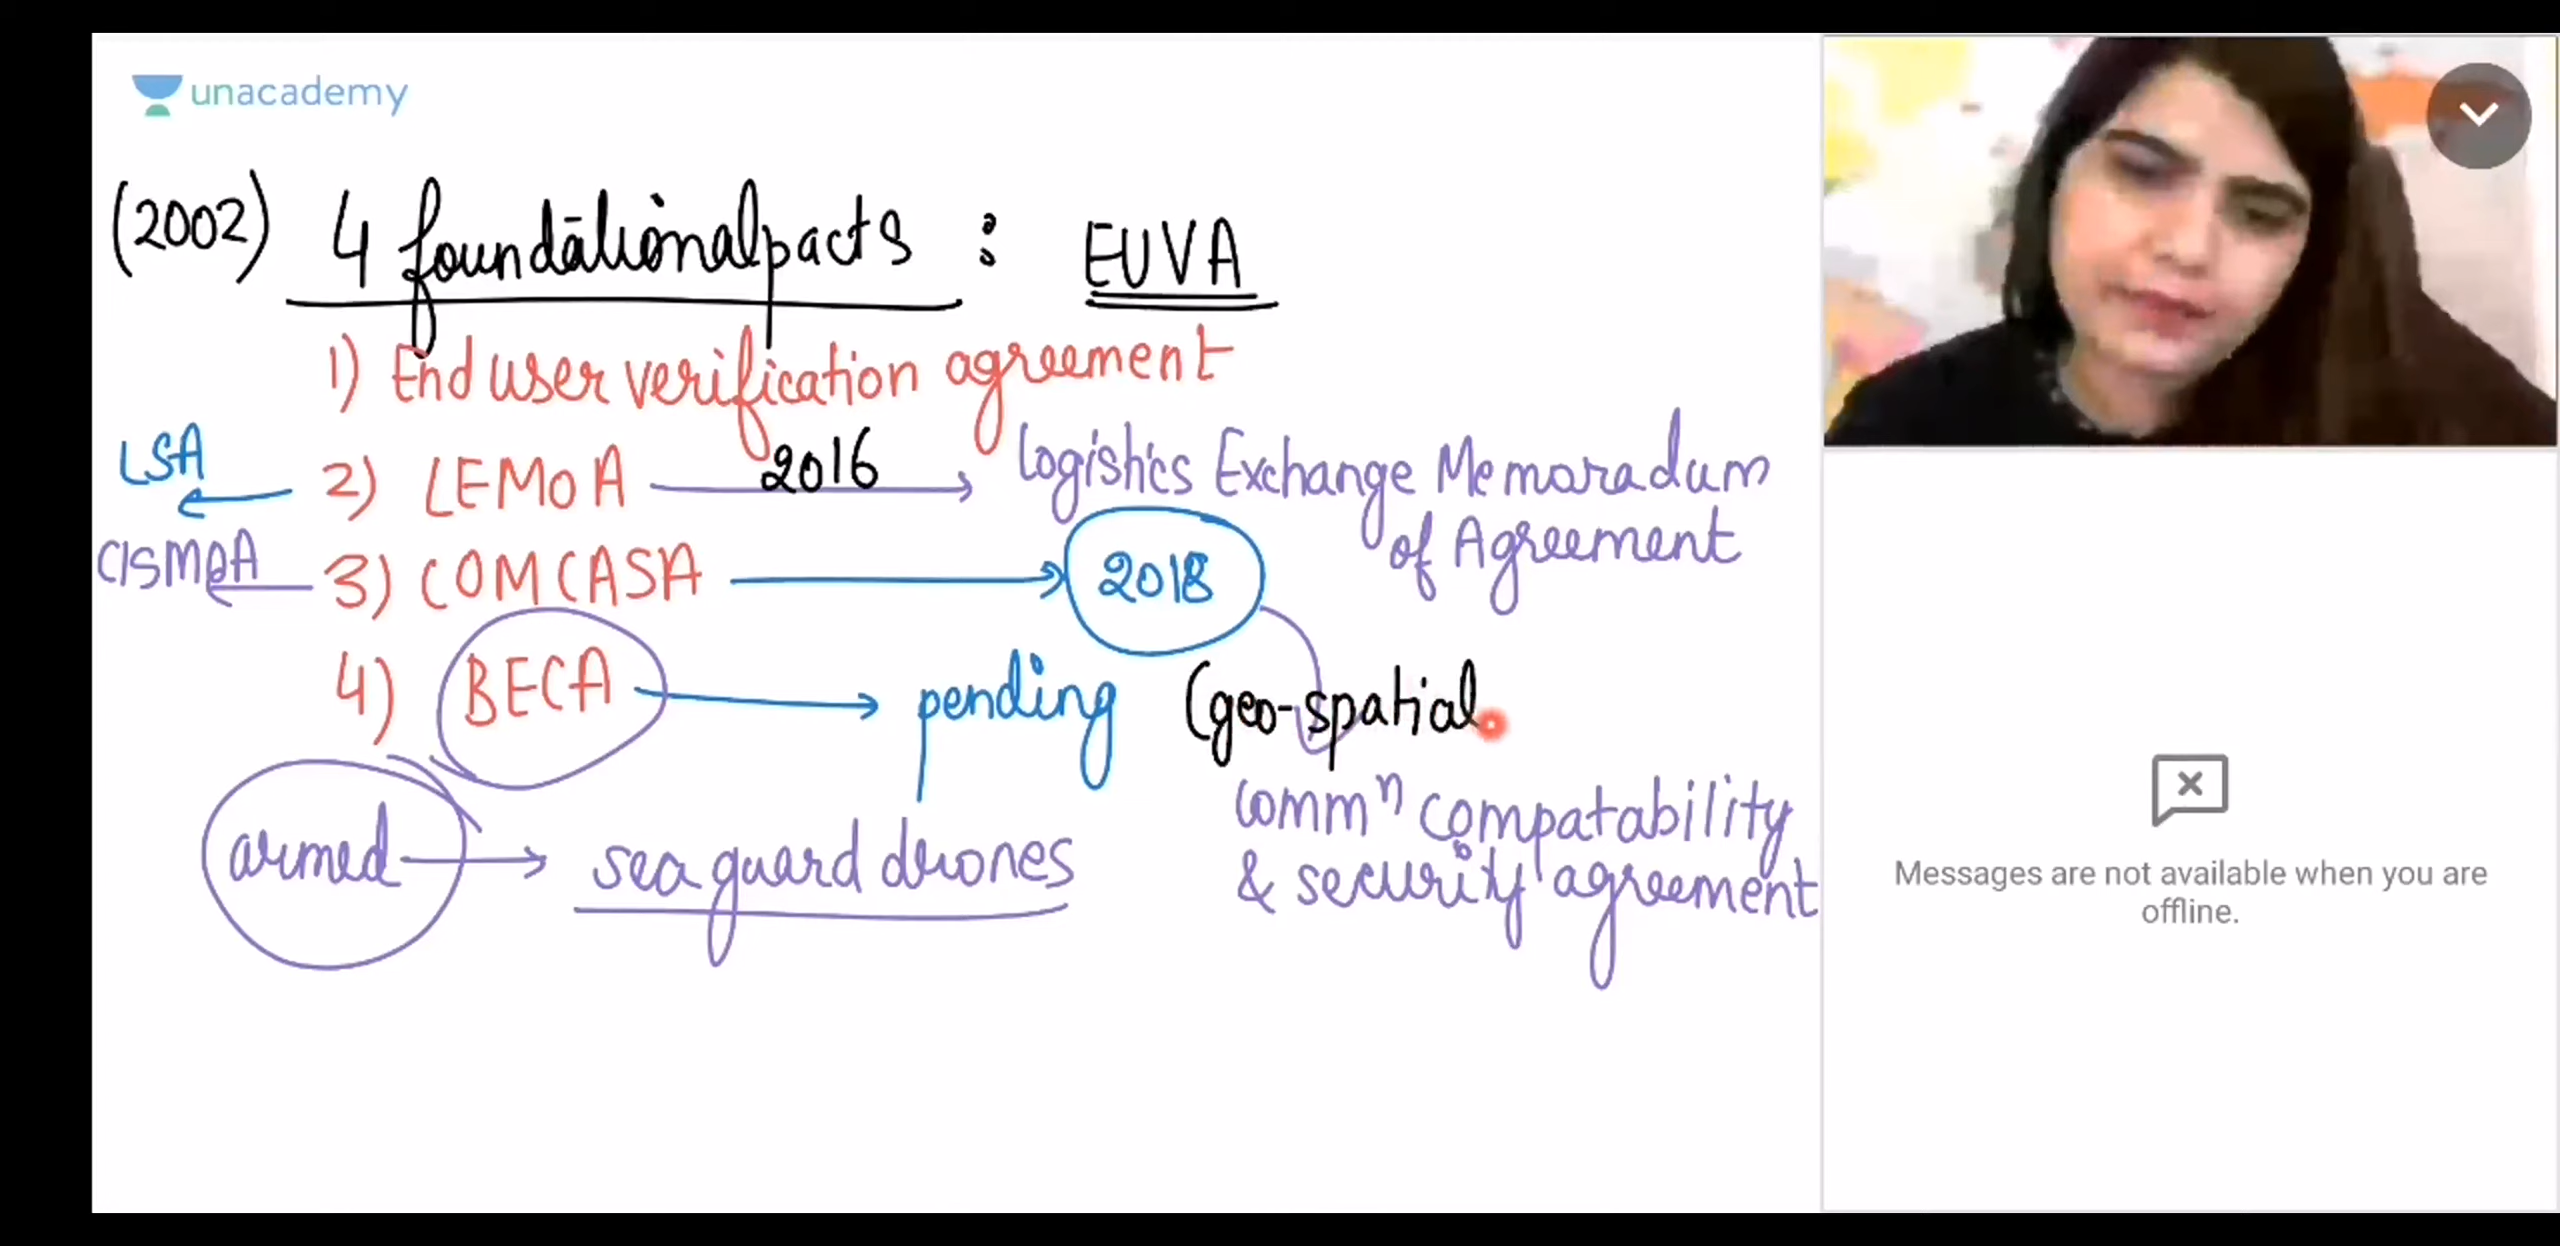 unacademy
(2002) 4 foundational pacts : EUVA
1) End user verification agreement
LSA 2) LEMOA 2016 Logistics Exchange Memoradum
of Agreement
CISMOA 3) COMCASA 2018
4) BECA pending (geo-spatial
commⁿ compatability
& security agreement
armed sea guard drones
Messages are not available when you are
offline.